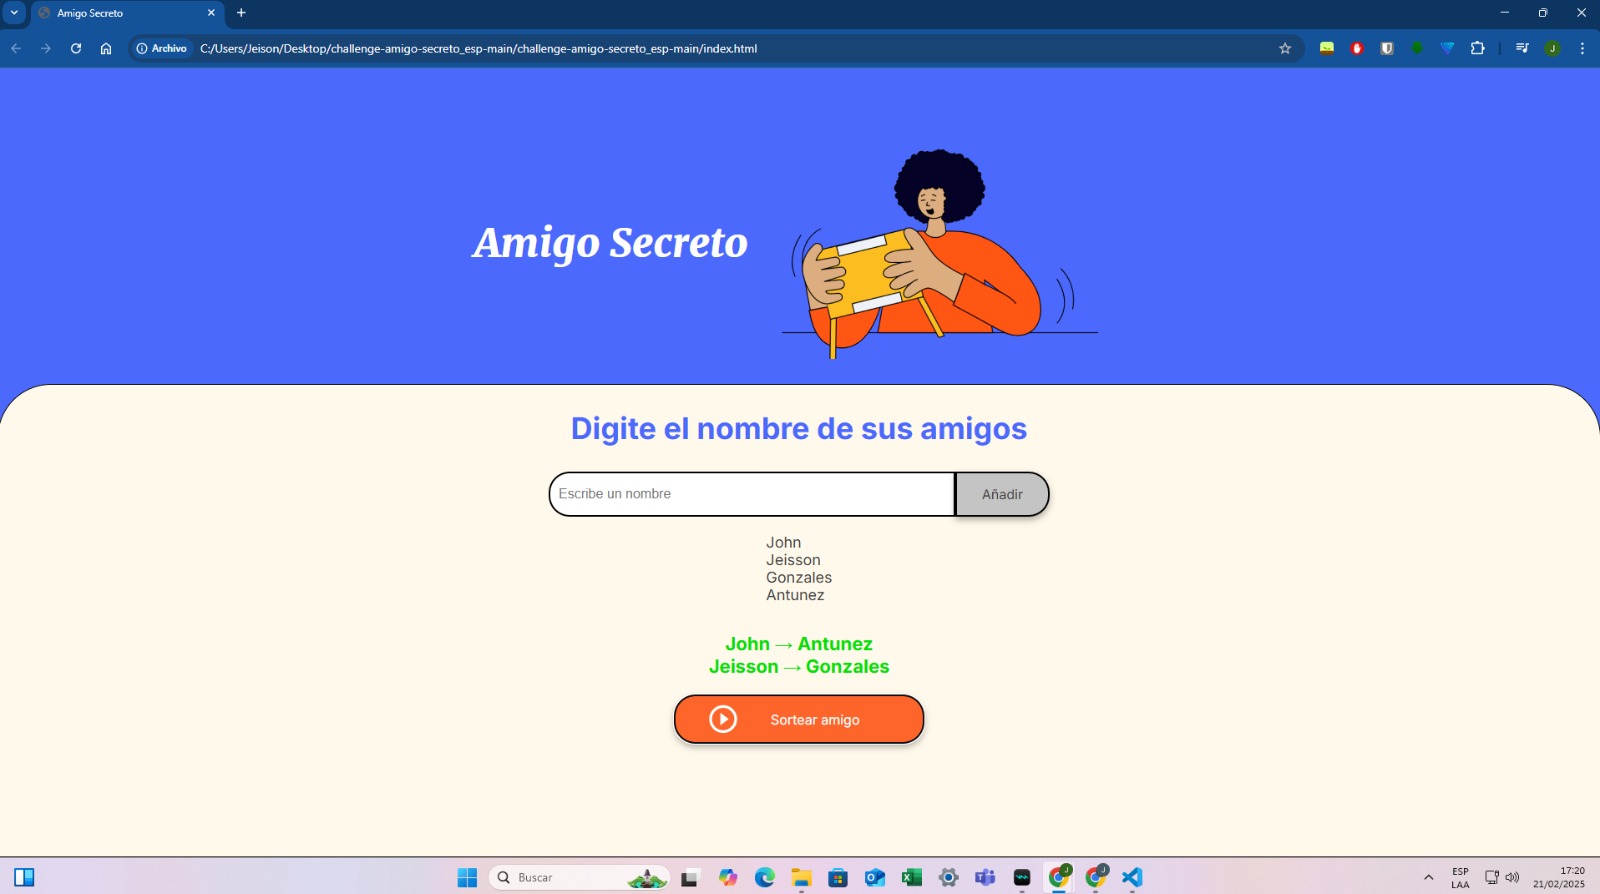 Amigo Secreto
Archivo
C:/Users/Jeison/Desktop/challenge-amigo-secreto_esp-main/challenge-amigo-secreto_esp-main/index.html
J
Amigo Secreto
Digite el nombre de sus amigos
Escribe un nombre
Añadir
John
Jeisson
Gonzales
Antunez
John → Antunez
Jeisson → Gonzales
Sortear amigo
Buscar
ESP
LAA
17:20
21/02/2025